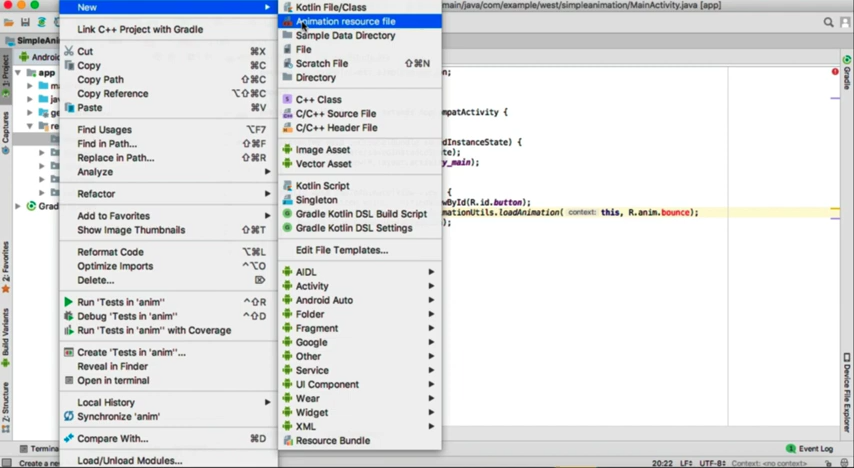 New
Kotlin File/Class
main/java/com/example/west/simpleanimation/MainActivity.java [app]
Animation resource file
Link C++ Project with Gradle
Sample Data Directory
SimpleAni
File
Cut ⌘X
Android
Scratch File ⇧⌘N
Copy ⌘C
app
Directory
Copy Path ⇧⌘C
Copy Reference ⌥⇧⌘C
C++ Class
Paste ⌘V
C/C++ Source File
mpatActivity {
C/C++ Header File
Find Usages ⌥F7
Find in Path... ⇧⌘F
Image Asset
edInstanceState) {
Replace in Path... ⇧⌘R
Vector Asset
y_main);
Analyze
Kotlin Script
Refactor
Singleton
wById(R.id.button);
Gradle Kotlin DSL Build Script
mationUtils.loadAnimation( context: this, R.anim.bounce);
Add to Favorites
Gradle Kotlin DSL Settings
);
Show Image Thumbnails ⇧⌘T
Edit File Templates...
Reformat Code ⌥⌘L
Optimize Imports ^⌥O
AIDL
Delete... ⌦
Activity
Run 'Tests in 'anim'' ^⇧R
Android Auto
Debug 'Tests in 'anim'' ^⇧D
Folder
Run 'Tests in 'anim'' with Coverage
Fragment
Google
Create 'Tests in 'anim''...
Other
Reveal in Finder
Service
Open in terminal
UI Component
Local History
Wear
Synchronize 'anim'
Widget
XML
Compare With... ⌘D
Resource Bundle
Load/Unload Modules...
Gradl
1: Project
Captures
2: Favorites
Build Variants
7: Structure
Gradle
Device File Explorer
Termina
Event Log
Create a ne
20:22 LF÷ UTF-8÷ Context: <no context>